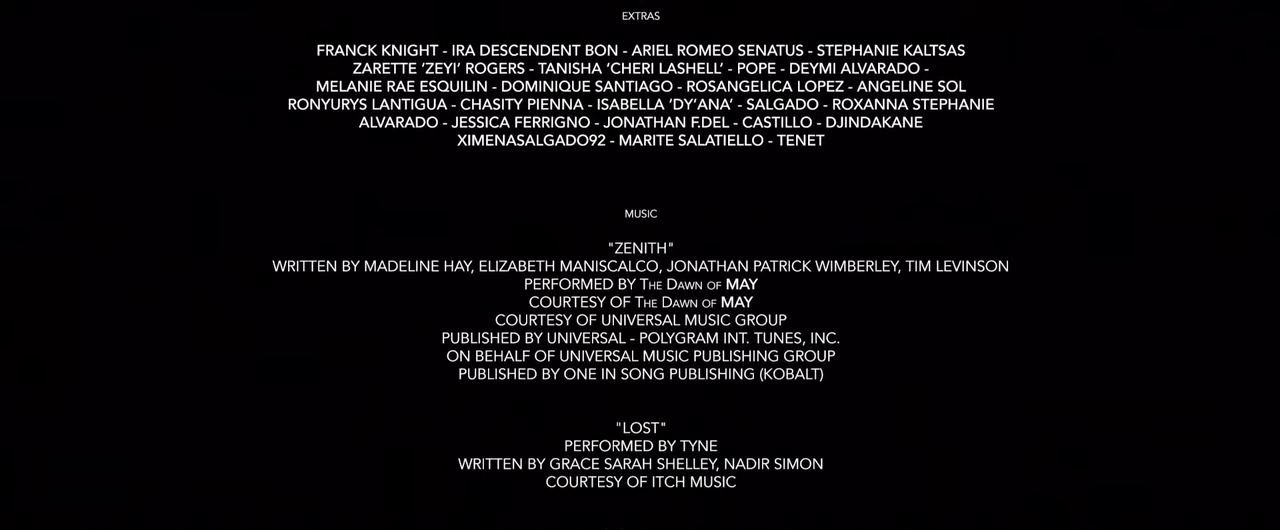 EXTRAS
FRANCK KNIGHT - IRA DESCENDENT BON - ARIEL ROMEO SENATUS - STEPHANIE KALTSAS
ZARETTE ‘ZEYI’ ROGERS - TANISHA ‘CHERI LASHELL’ - POPE - DEYMI ALVARADO -
MELANIE RAE ESQUILIN - DOMINIQUE SANTIAGO - ROSANGELICA LOPEZ - ANGELINE SOL
RONYURYS LANTIGUA - CHASITY PIENNA - ISABELLA ‘DY’ANA’ - SALGADO - ROXANNA STEPHANIE
ALVARADO - JESSICA FERRIGNO - JONATHAN F.DEL - CASTILLO - DJINDAKANE
XIMENASALGADO92 - MARITE SALATIELLO - TENET
MUSIC
"ZENITH"
WRITTEN BY MADELINE HAY, ELIZABETH MANISCALCO, JONATHAN PATRICK WIMBERLEY, TIM LEVINSON
PERFORMED BY The Dawn of MAY
COURTESY OF The Dawn of MAY
COURTESY OF UNIVERSAL MUSIC GROUP
PUBLISHED BY UNIVERSAL - POLYGRAM INT. TUNES, INC.
ON BEHALF OF UNIVERSAL MUSIC PUBLISHING GROUP
PUBLISHED BY ONE IN SONG PUBLISHING (KOBALT)
"LOST"
PERFORMED BY TYNE
WRITTEN BY GRACE SARAH SHELLEY, NADIR SIMON
COURTESY OF ITCH MUSIC